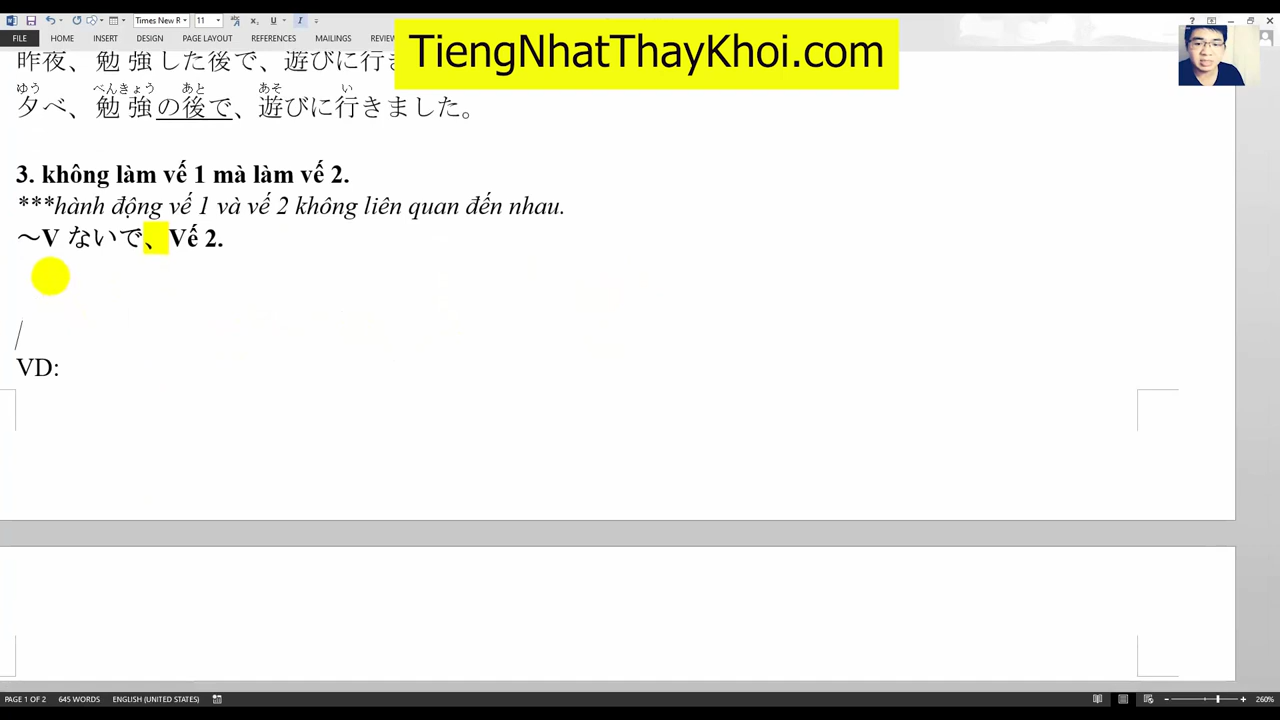 Times New R 11
FILE HOME INSERT DESIGN PAGE LAYOUT REFERENCES MAILINGS REVIEW
TiengNhatThayKhoi.com
昨夜、勉強した後で、遊びに行き
ゆう べんきょう あと あそ い
夕べ、勉強の後で、遊びに行きました。
3. không làm vế 1 mà làm vế 2.
***hành động vế 1 và vế 2 không liên quan đến nhau.
～V ないで、Vế 2.
/
VD:
PAGE 1 OF 2 645 WORDS ENGLISH (UNITED STATES) 260%